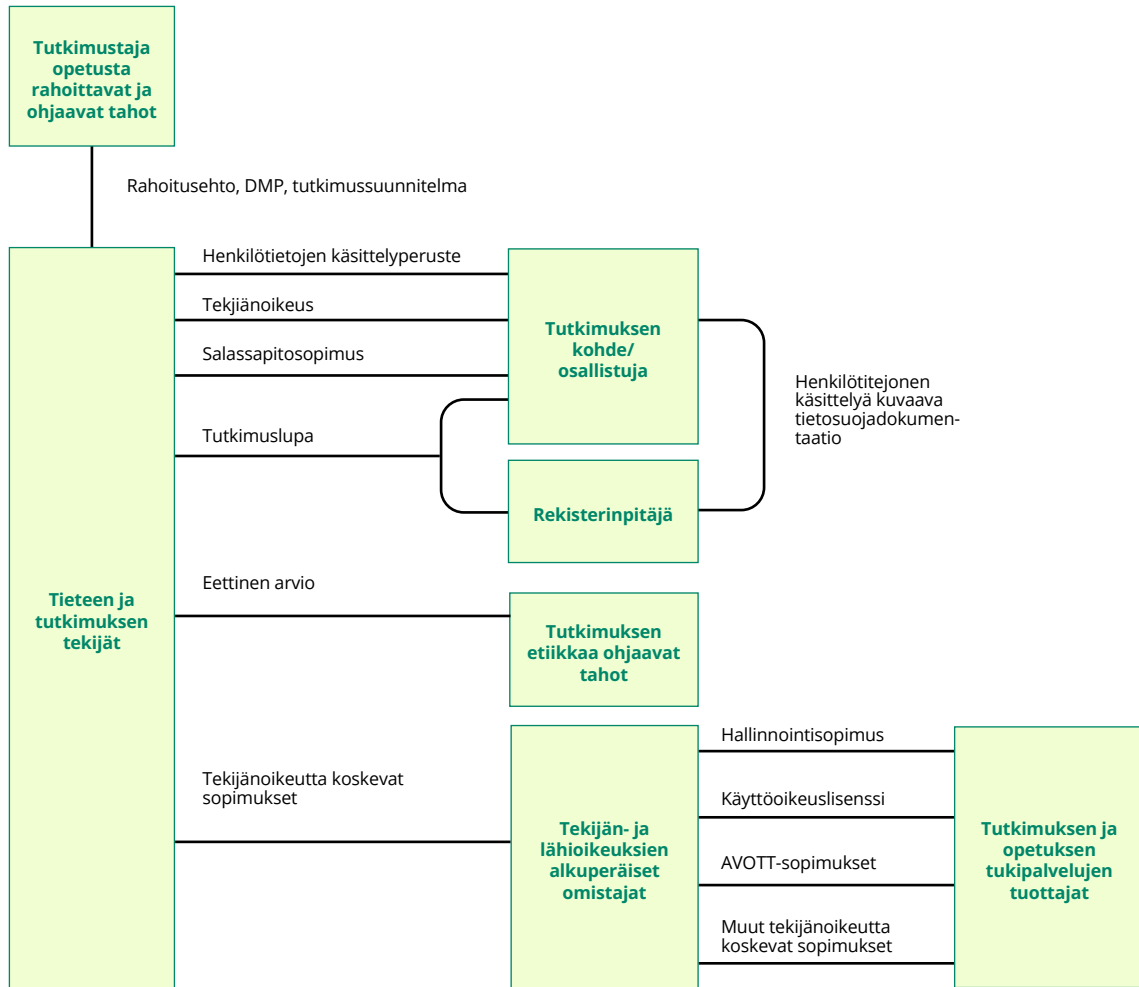 Tutkimustaja
opetusta
rahoittavat ja
ohjaavat tahot
Rahoitusehto, DMP, tutkimussuunnitelma
Henkilötietojen käsittelyperuste
Tekjiänoikeus
Salassapitosopimus
Tutkimuslupa
Tutkimuksen
kohde/
osallistuja
Henkilötitejonen
käsittelyä kuvaava
tietosuojadokumen-
taatio
Rekisterinpitäjä
Tieteen ja
tutkimuksen
tekijät
Eettinen arvio
Tutkimuksen
etiikkaa ohjaavat
tahot
Tekijänoikeutta koskevat
sopimukset
Tekijän- ja
lähioikeuksien
alkuperäiset
omistajat
Hallinnointisopimus
Käyttöoikeuslisenssi
AVOTT-sopimukset
Muut tekijänoikeutta
koskevat sopimukset
Tutkimuksen ja
opetuksen
tukipalvelujen
tuottajat